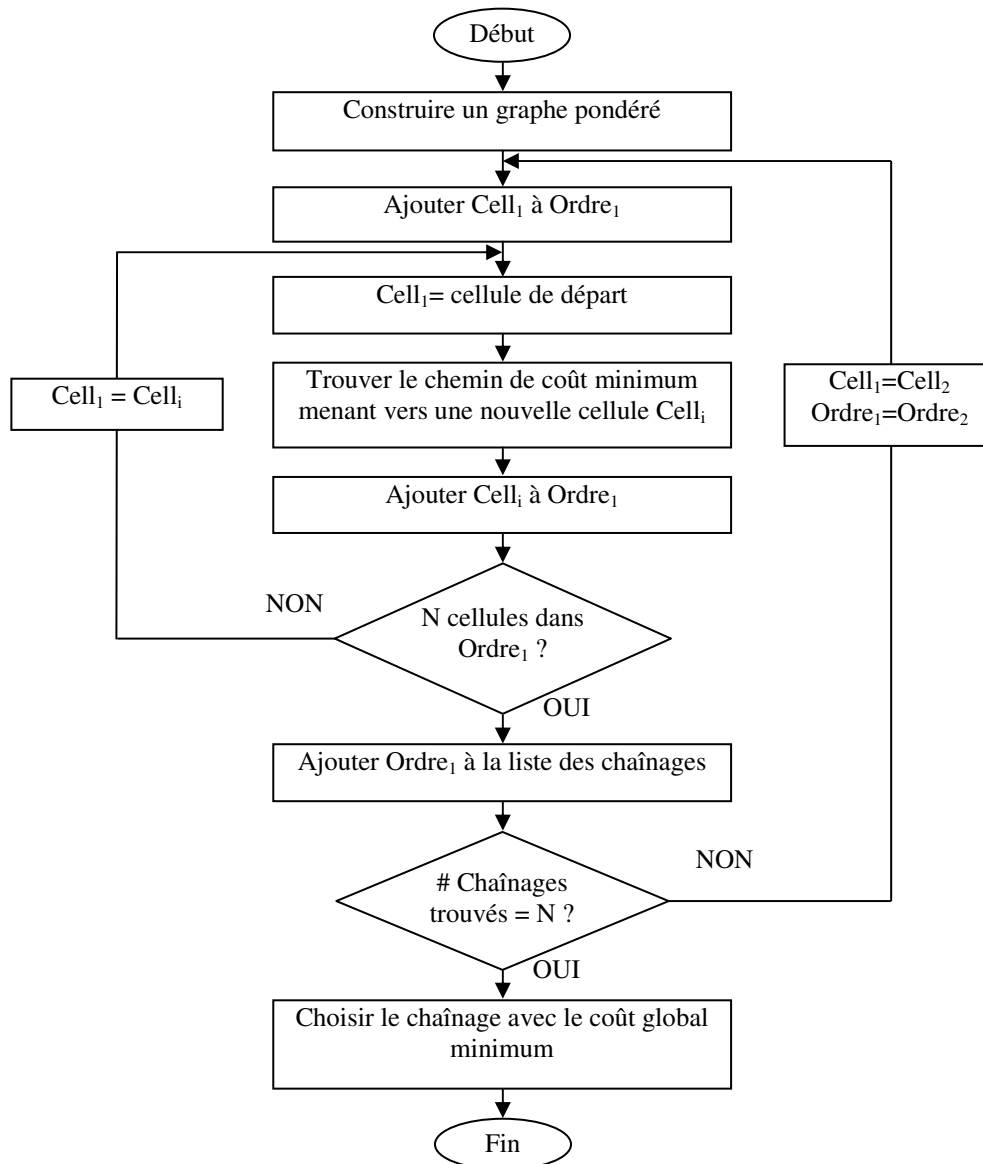 Début
Construire un graphe pondéré
Ajouter Cell₁ à Ordre₁
Cell₁= cellule de départ
Trouver le chemin de coût minimum
menant vers une nouvelle cellule Cellᵢ
Cell₁ = Cellᵢ
Cell₁=Cell₂
Ordre₁=Ordre₂
Ajouter Cellᵢ à Ordre₁
NON
N cellules dans
Ordre₁ ?
OUI
Ajouter Ordre₁ à la liste des chaînages
NON
# Chaînages
trouvés = N ?
OUI
Choisir le chaînage avec le coût global
minimum
Fin